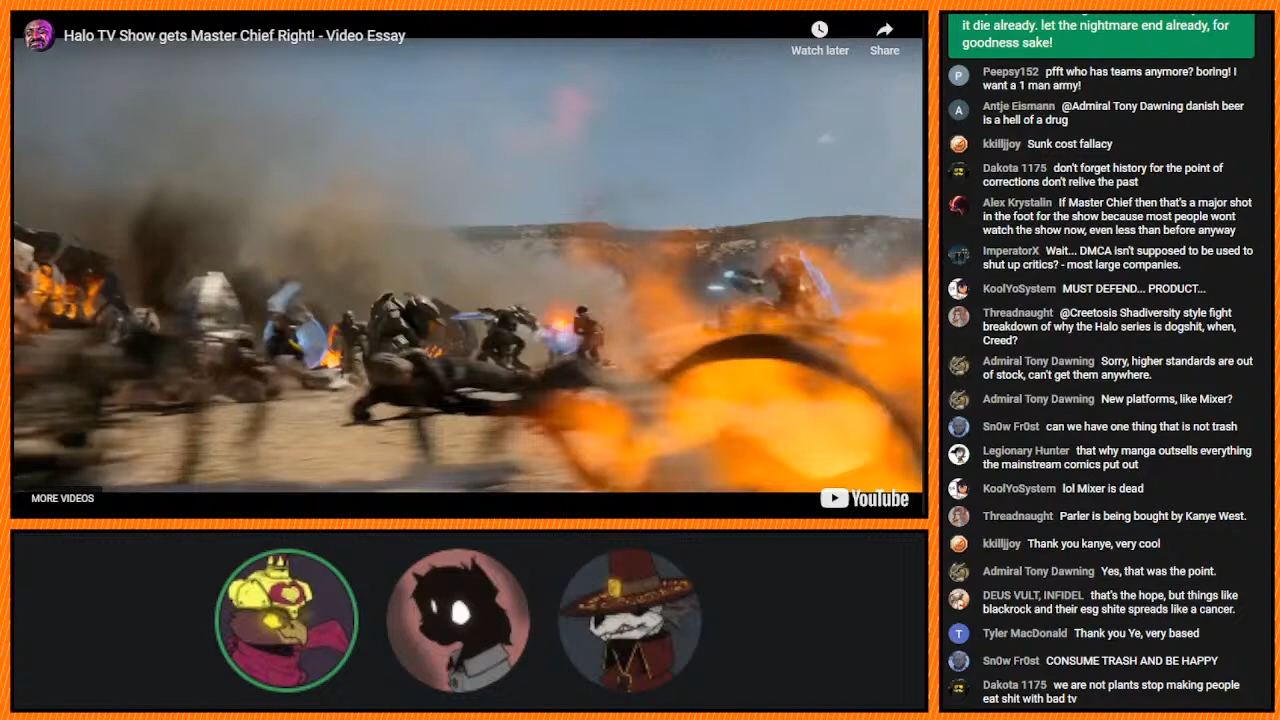 Halo TV Show gets Master Chief Right! - Video Essay
Watch later
Share
MORE VIDEOS
YouTube
it die already. let the nightmare end already, for
goodness sake!
P
Peepsy152 pfft who has teams anymore? boring! I
want a 1 man army!
A
Antje Eismann @Admiral Tony Dawning danish beer
is a hell of a drug
kkilljjoy Sunk cost fallacy
Dakota 1175 don't forget history for the point of
corrections don't relive the past
Alex Krystalin If Master Chief then that's a major shot
in the foot for the show because most people wont
watch the show now, even less than before anyway
ImperatorX Wait... DMCA isn't supposed to be used to
shut up critics? - most large companies.
KoolYoSystem MUST DEFEND... PRODUCT...
Threadnaught @Creetosis Shadiversity style fight
breakdown of why the Halo series is dogshit, when,
Creed?
Admiral Tony Dawning Sorry, higher standards are out
of stock, can't get them anywhere.
Admiral Tony Dawning New platforms, like Mixer?
Sn0w Fr0st can we have one thing that is not trash
Legionary Hunter that why manga outsells everything
the mainstream comics put out
KoolYoSystem lol Mixer is dead
Threadnaught Parler is being bought by Kanye West.
kkilljjoy Thank you kanye, very cool
Admiral Tony Dawning Yes, that was the point.
DEUS VULT, INFIDEL that's the hope, but things like
blackrock and their esg shite spreads like a cancer.
T
Tyler MacDonald Thank you Ye, very based
Sn0w Fr0st CONSUME TRASH AND BE HAPPY
Dakota 1175 we are not plants stop making people
eat shit with bad tv